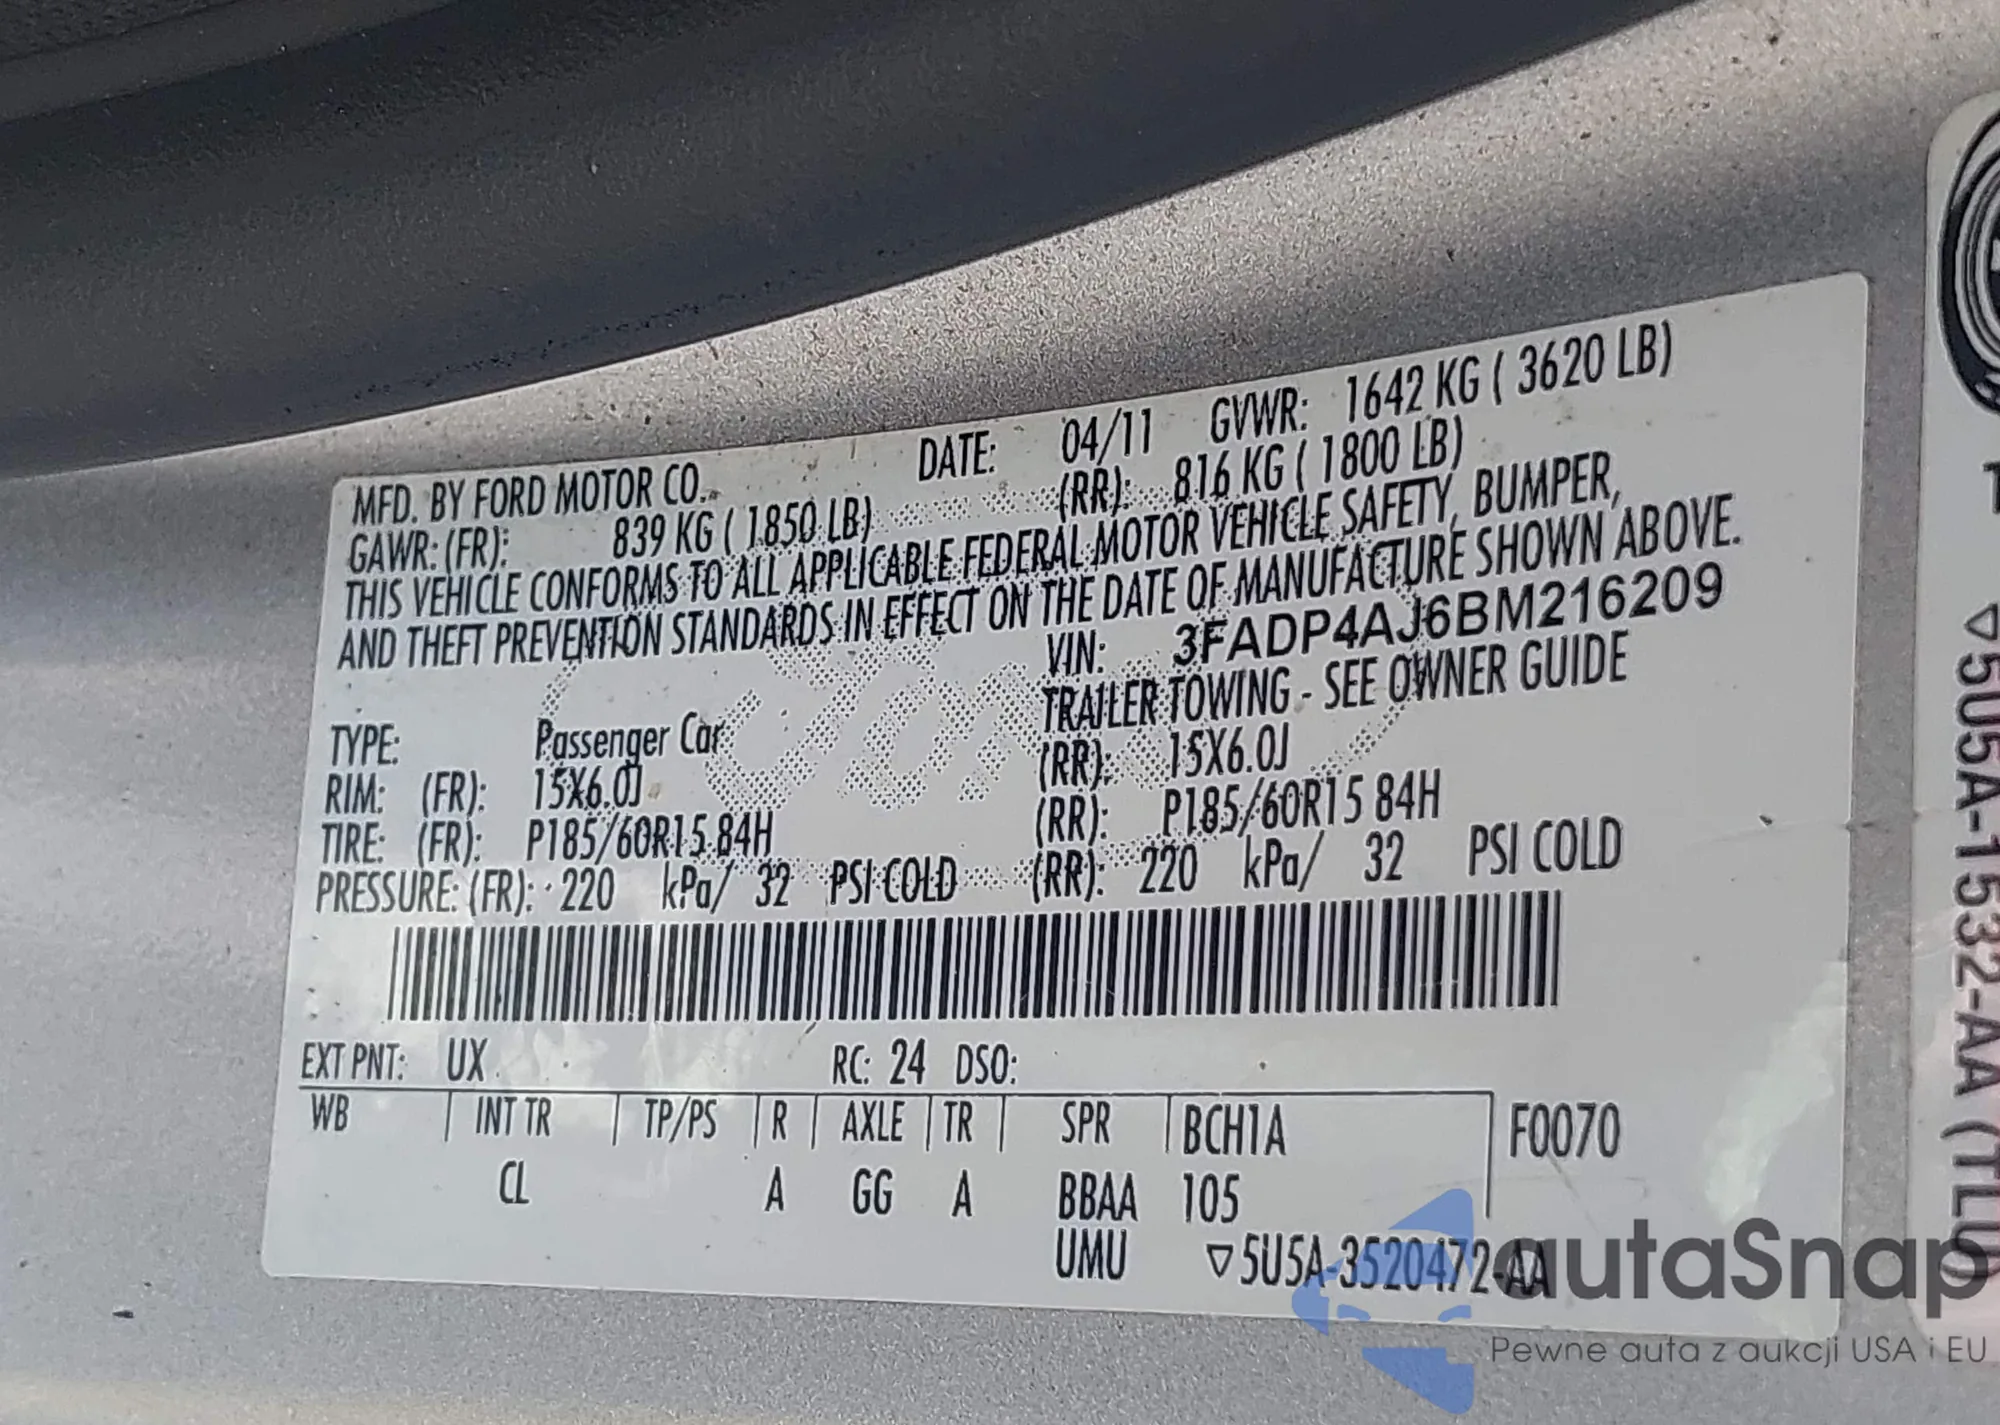 MFD. BY FORD MOTOR CO. DATE: 04/11 GVWR: 1642 KG ( 3620 LB)
GAWR: (FR): 839 KG ( 1850 LB) (RR): 816 KG ( 1800 LB)
THIS VEHICLE CONFORMS TO ALL APPLICABLE FEDERAL MOTOR VEHICLE SAFETY, BUMPER,
AND THEFT PREVENTION STANDARDS IN EFFECT ON THE DATE OF MANUFACTURE SHOWN ABOVE.
VIN: 3FADP4AJ6BM216209
TYPE: Passenger Car TRAILER TOWING - SEE OWNER GUIDE
RIM: (FR): 15X6.0J (RR): 15X6.0J
TIRE: (FR): P185/60R15 84H (RR): P185/60R15 84H
PRESSURE: (FR): 220 kPa/ 32 PSI COLD (RR): 220 kPa/ 32 PSI COLD
EXT PNT: UX RC: 24 DSO:
WB INT TR TP/PS R AXLE TR SPR BCH1A F0070
CL A GG A BBAA 105
UMU ▽5U5A-3520472-AA
▽5U5A-1532-AA (TLU)
autaSnap
Pewne auta z aukcji USA i EU